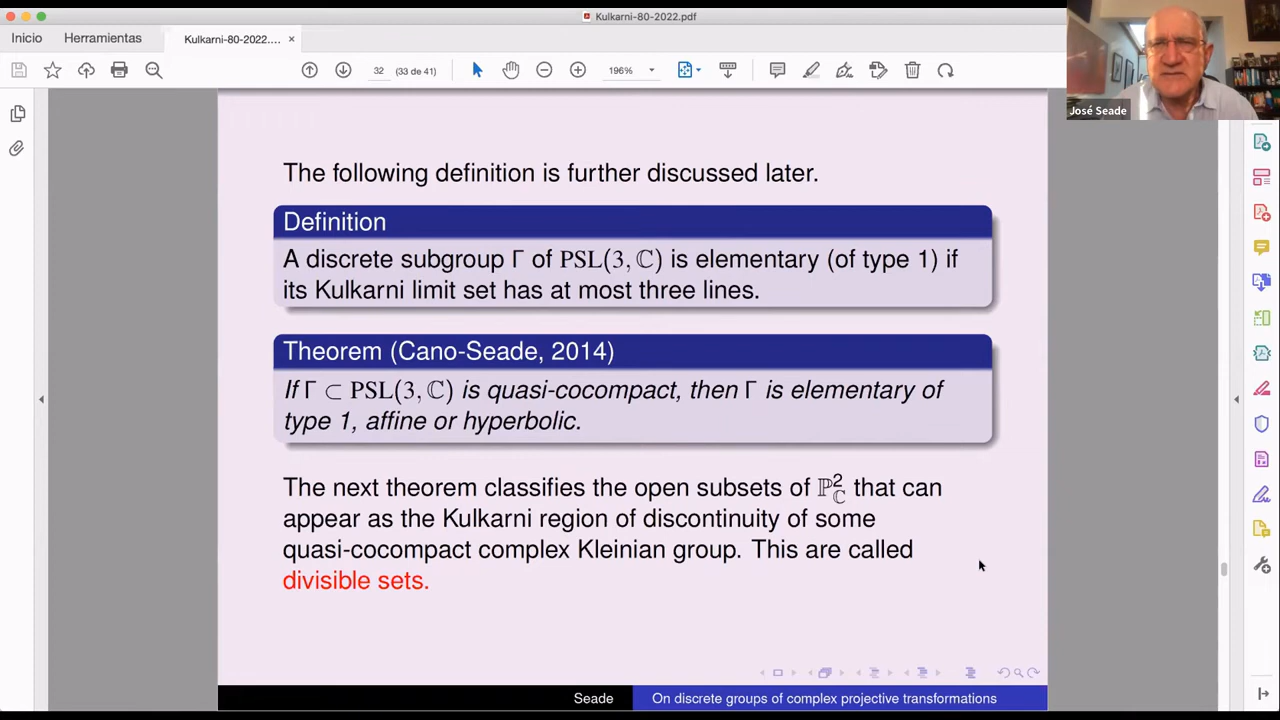 Kulkarni-80-2022.pdf
Inicio
Herramientas
Kulkarni-80-2022....
×
32
(33 de 41)
196%
José Seade
The following definition is further discussed later.
Definition
A discrete subgroup Γ of PSL(3, ℂ) is elementary (of type 1) if
its Kulkarni limit set has at most three lines.
Theorem (Cano-Seade, 2014)
If Γ ⊂ PSL(3, ℂ) is quasi-cocompact, then Γ is elementary of
type 1, affine or hyperbolic.
The next theorem classifies the open subsets of ℙ²_ℂ that can
appear as the Kulkarni region of discontinuity of some
quasi-cocompact complex Kleinian group. This are called
divisible sets.
Seade
On discrete groups of complex projective transformations